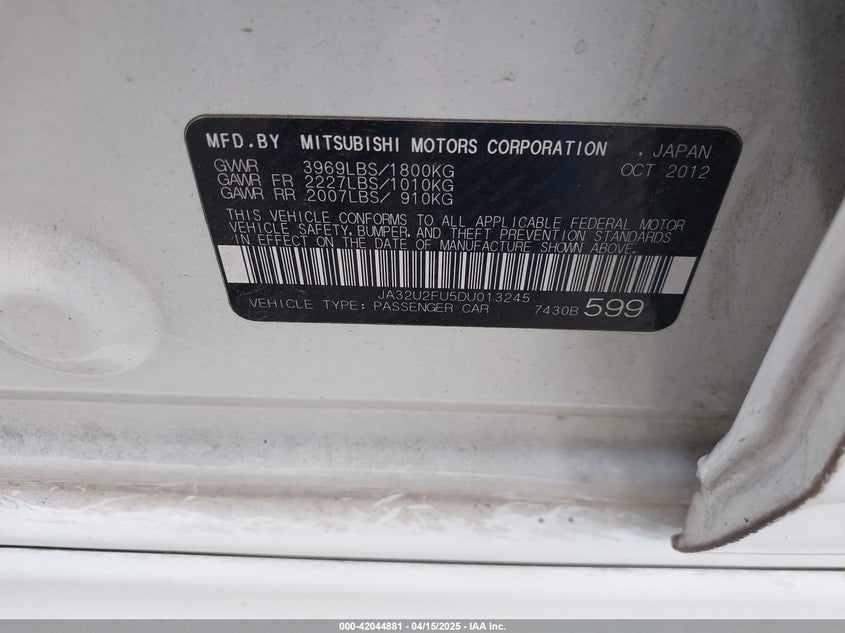 MFD.BY MITSUBISHI MOTORS CORPORATION . JAPAN
GVWR 3969LBS/1800KG OCT 2012
GAWR FR 2227LBS/1010KG
GAWR RR 2007LBS/ 910KG
THIS VEHICLE CONFORMS TO ALL APPLICABLE FEDERAL MOTOR
VEHICLE SAFETY, BUMPER, AND THEFT PREVENTION STANDARDS
IN EFFECT ON THE DATE OF MANUFACTURE SHOWN ABOVE.
JA32U2FU5DU013245
VEHICLE TYPE: PASSENGER CAR 7430B 599
000-42044881 - 04/15/2025 - IAA Inc.